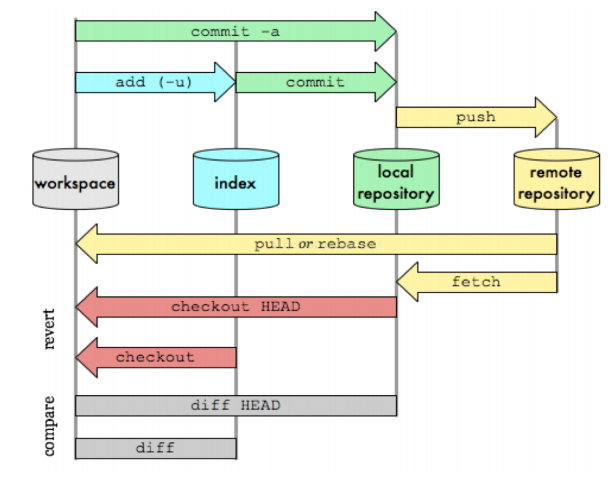 commit -a
add (-u)
commit
push
workspace
index
local
repository
remote
repository
pull or rebase
fetch
revert
checkout HEAD
checkout
compare
diff HEAD
diff